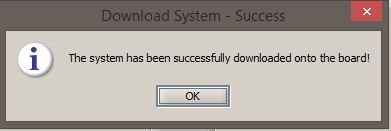 Download System - Success
The system has been successfully downloaded onto the board!
OK